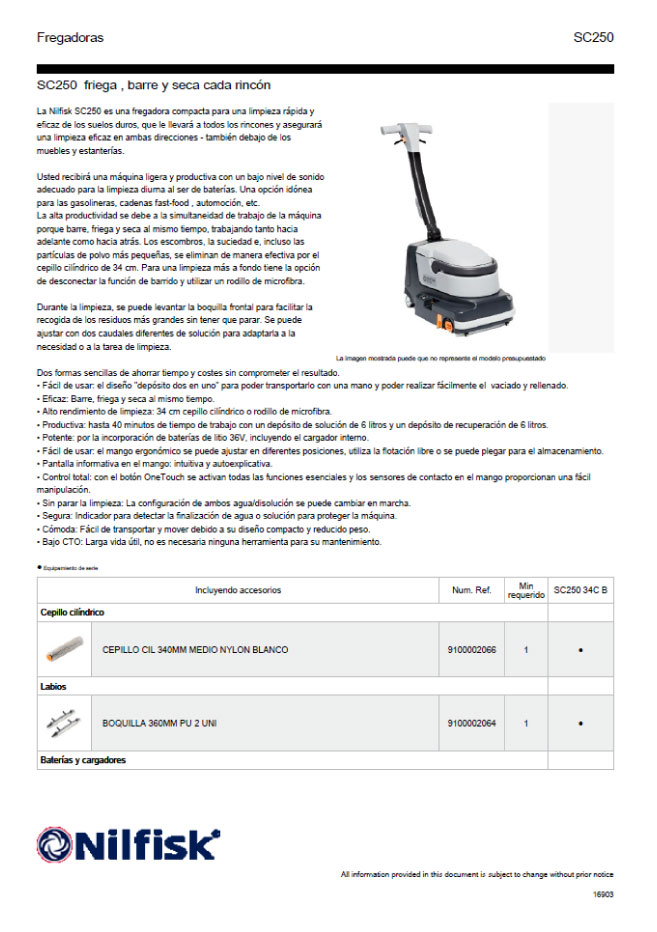 Fregadoras
SC250
SC250 friega , barre y seca cada rincón
La Nilfisk SC250 es una fregadora compacta para una limpieza rápida y
eficaz de los suelos duros, que le llevará a todos los rincones y asegurará
una limpieza eficaz en ambas direcciones - también debajo de los
muebles y estanterías.
Usted recibirá una máquina ligera y productiva con un bajo nivel de sonido
adecuado para la limpieza diurna al ser de baterías. Una opción idónea
para las gasolineras, cadenas fast-food , automoción, etc.
La alta productividad se debe a la simultaneidad de trabajo de la máquina
porque barre, friega y seca al mismo tiempo, trabajando tanto hacia
adelante como hacia atrás. Los escombros, la suciedad e, incluso las
partículas de polvo más pequeñas, se eliminan de manera efectiva por el
cepillo cilíndrico de 34 cm. Para una limpieza más a fondo tiene la opción
de desconectar la función de barrido y utilizar un rodillo de microfibra.
Durante la limpieza, se puede levantar la boquilla frontal para facilitar la
recogida de los residuos más grandes sin tener que parar. Se puede
ajustar con dos caudales diferentes de solución para adaptarla a la
necesidad o a la tarea de limpieza.
La imagen mostrada puede que no represente el modelo presupuestado
Dos formas sencillas de ahorrar tiempo y costes sin comprometer el resultado.
• Fácil de usar: el diseño "depósito dos en uno" para poder transportarlo con una mano y poder realizar fácilmente el vaciado y rellenado.
• Eficaz: Barre, friega y seca al mismo tiempo.
• Alto rendimiento de limpieza: 34 cm cepillo cilíndrico o rodillo de microfibra.
• Productiva: hasta 40 minutos de tiempo de trabajo con un depósito de solución de 6 litros y un depósito de recuperación de 6 litros.
• Potente: por la incorporación de baterías de litio 36V, incluyendo el cargador interno.
• Fácil de usar: el mango ergonómico se puede ajustar en diferentes posiciones, utiliza la flotación libre o se puede plegar para el almacenamiento.
• Pantalla informativa en el mango: intuitiva y autoexplicativa.
• Control total: con el botón OneTouch se activan todas las funciones esenciales y los sensores de contacto en el mango proporcionan una fácil
manipulación.
• Sin parar la limpieza: La configuración de ambos agua/disolución se puede cambiar en marcha.
• Segura: Indicador para detectar la finalización de agua o solución para proteger la máquina.
• Cómoda: Fácil de transportar y mover debido a su diseño compacto y reducido peso.
• Bajo CTO: Larga vida útil, no es necesaria ninguna herramienta para su mantenimiento.
● Equipamiento de serie
Incluyendo accesorios Num. Ref. Min requerido SC250 34C B
Cepillo cilíndrico
CEPILLO CIL 340MM MEDIO NYLON BLANCO 9100002066 1 ●
Labios
BOQUILLA 360MM PU 2 UNI 9100002064 1 ●
Baterías y cargadores
Nilfisk
All information provided in this document is subject to change without prior notice
16903